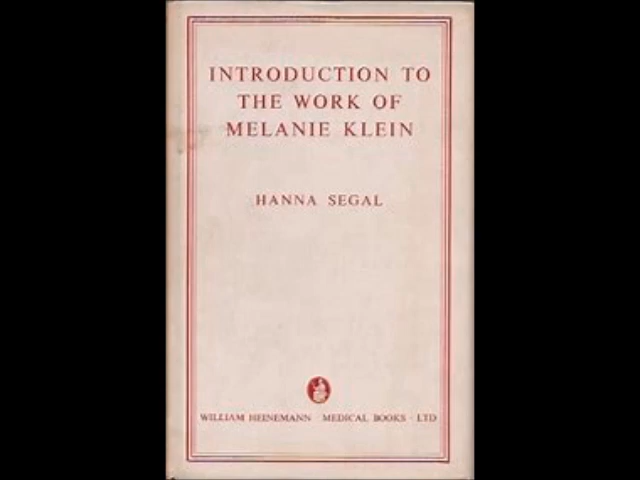 INTRODUCTION TO
THE WORK OF
MELANIE KLEIN
HANNA SEGAL
WILLIAM HEINEMANN MEDICAL BOOKS · LTD